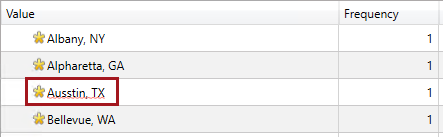 Value Frequency
Albany, NY 1
Alpharetta, GA 1
Ausstin, TX 1
Bellevue, WA 1